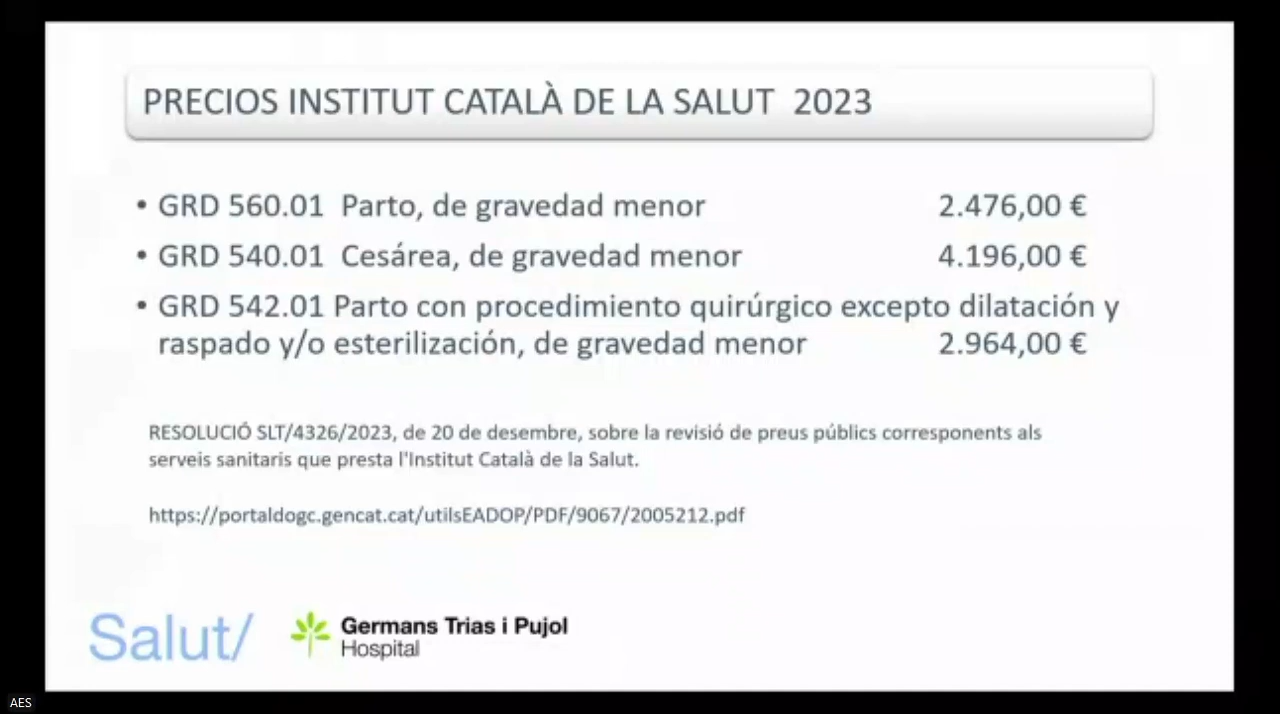 PRECIOS INSTITUT CATALÀ DE LA SALUT 2023
• GRD 560.01 Parto, de gravedad menor 2.476,00 €
• GRD 540.01 Cesárea, de gravedad menor 4.196,00 €
• GRD 542.01 Parto con procedimiento quirúrgico excepto dilatación y
raspado y/o esterilización, de gravedad menor 2.964,00 €
RESOLUCIÓ SLT/4326/2023, de 20 de desembre, sobre la revisió de preus públics corresponents als
serveis sanitaris que presta l'Institut Català de la Salut.
https://portaldogc.gencat.cat/utilsEADOP/PDF/9067/2005212.pdf
Salut/
Germans Trias i Pujol
Hospital
AES